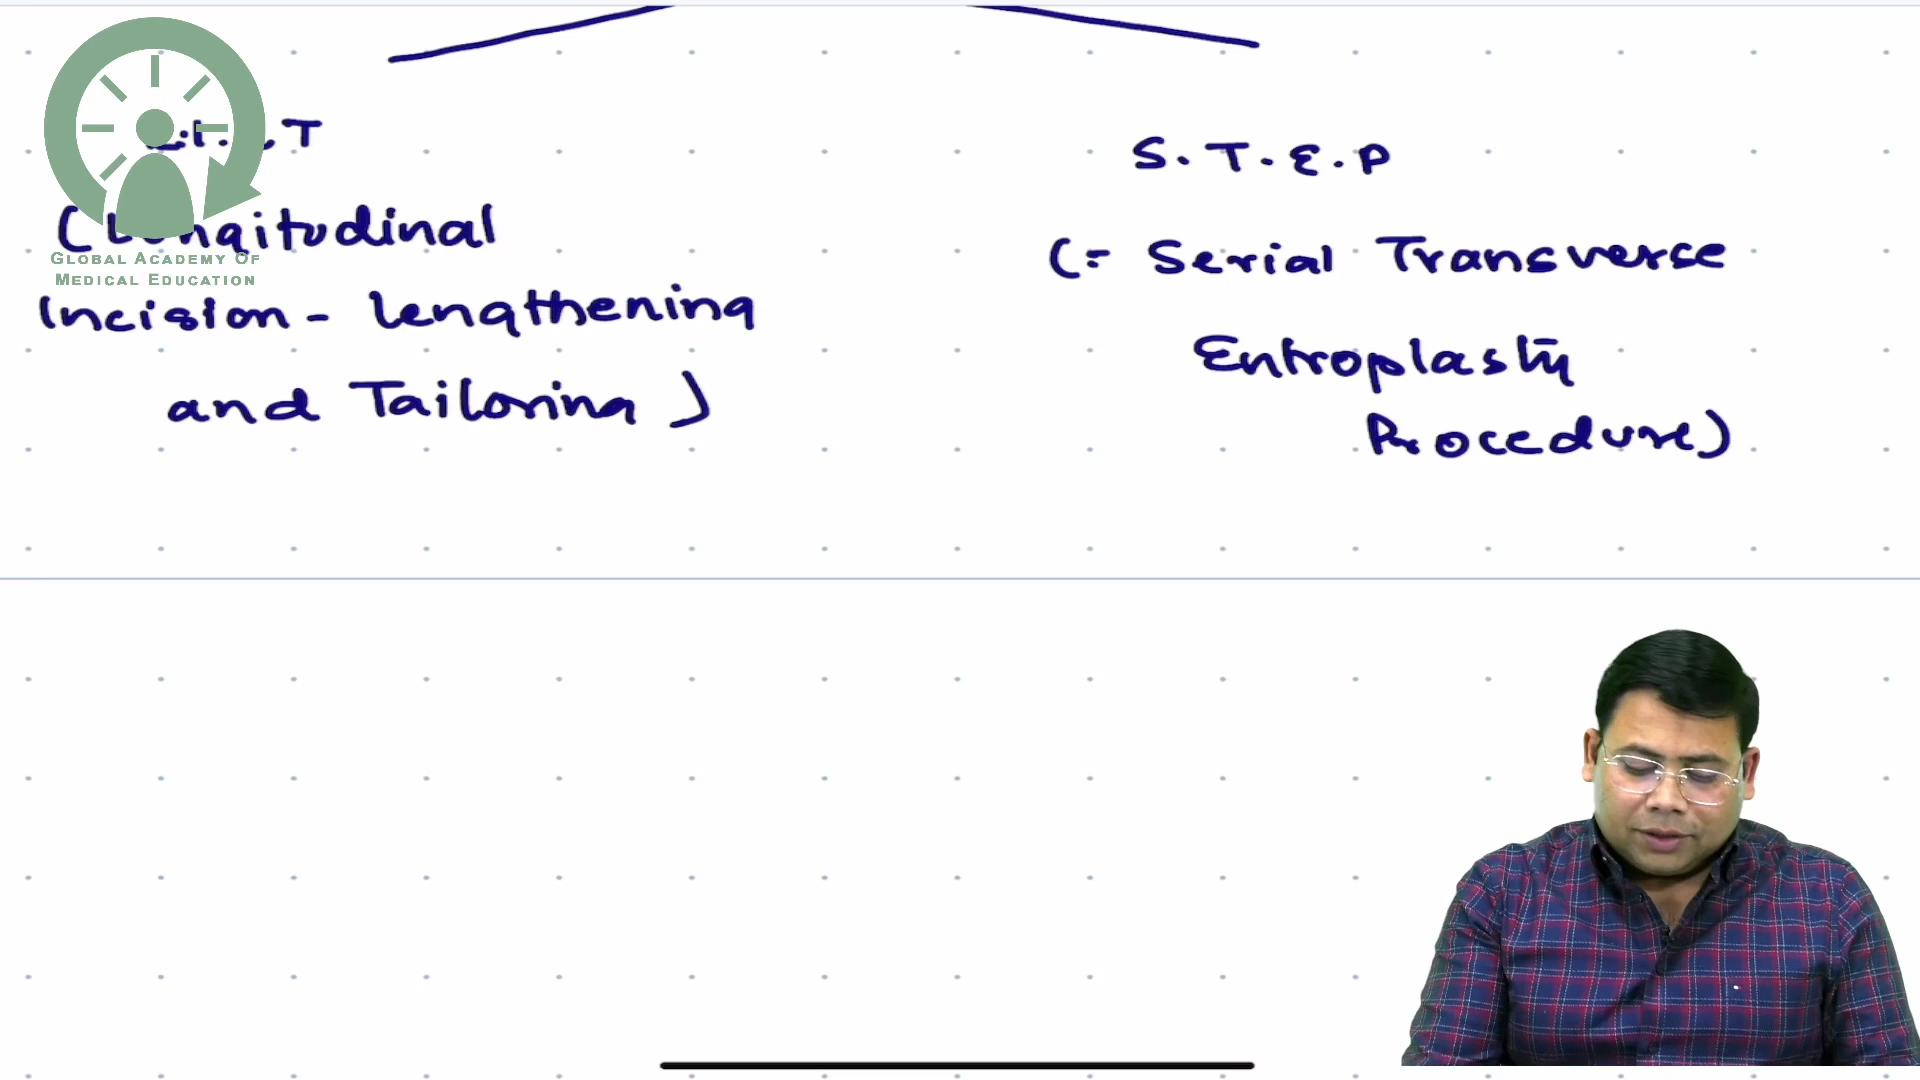 (Longitudinal
Incision - Lengthening
and Tailoring)
S.T.E.P
(= Serial Transverse
Entroplasty
Procedure)
GLOBAL ACADEMY OF
MEDICAL EDUCATION